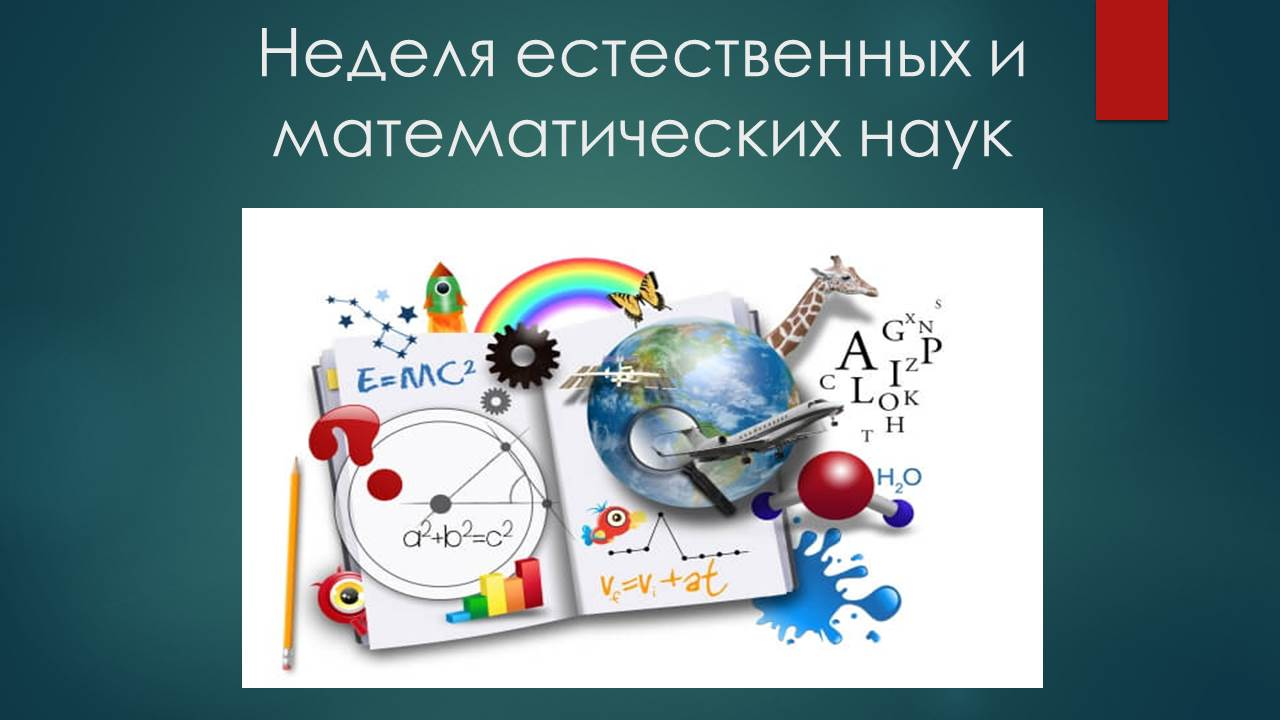 Неделя естественных и
математических наук
E=MC²
a²+b²=c²
v_f=v_i+at
S
G X N
A P
I Z
C L O K
H
T
H₂O